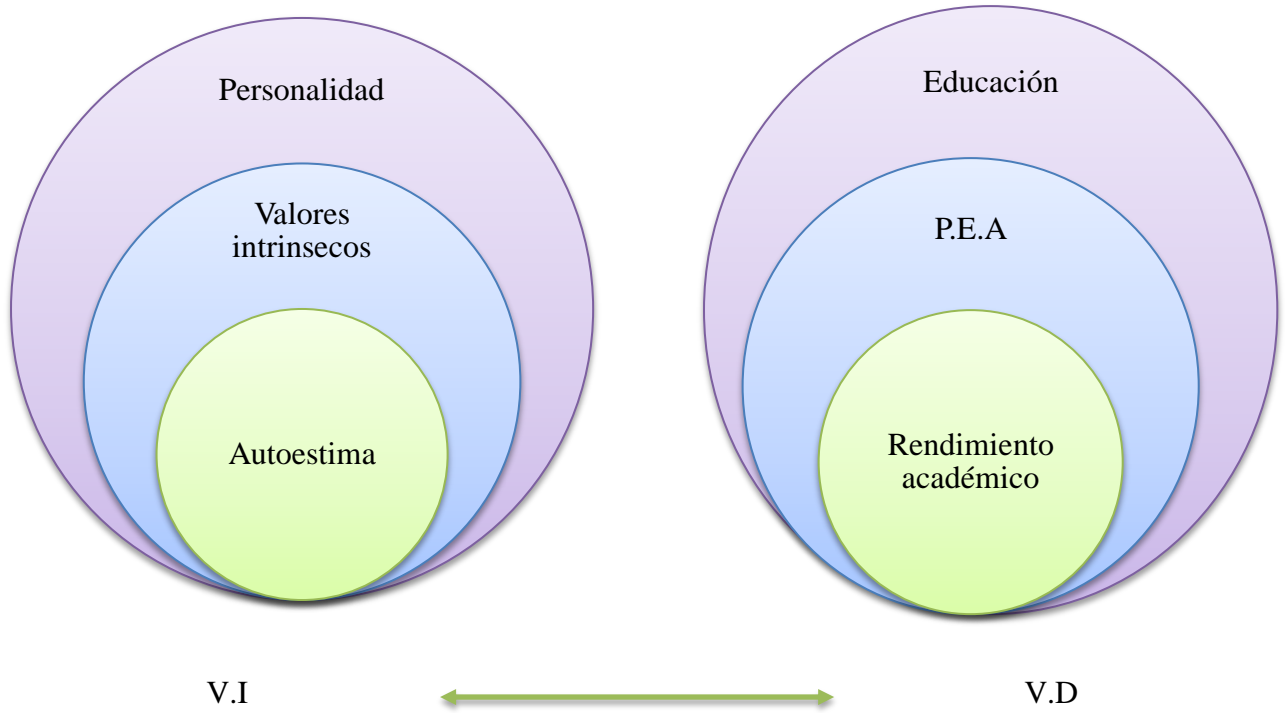 Personalidad
Valores
intrinsecos
Autoestima
Educación
P.E.A
Rendimiento
académico
V.I
V.D